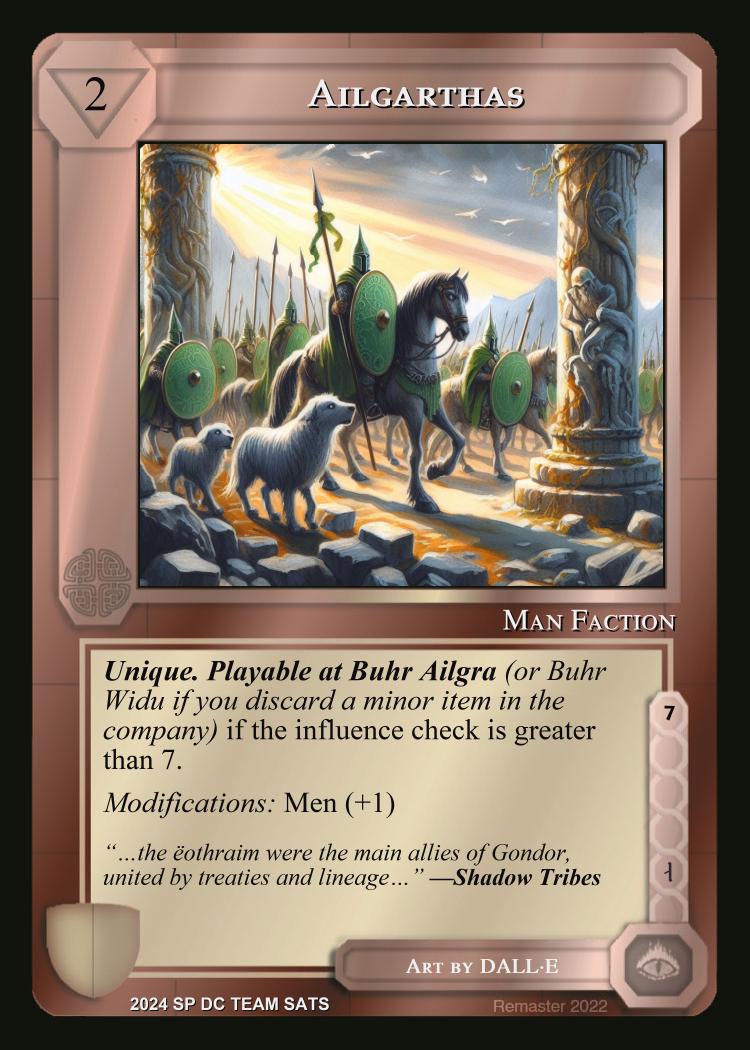 2
Ailgarthas
Man Faction
Unique. Playable at Buhr Ailgra (or Buhr
Widu if you discard a minor item in the
company) if the influence check is greater
than 7.
7
Modifications: Men (+1)
“...the ëothraim were the main allies of Gondor,
united by treaties and lineage...” —Shadow Tribes
Art by DALL·E
2024 SP DC TEAM SATS
Remaster 2022